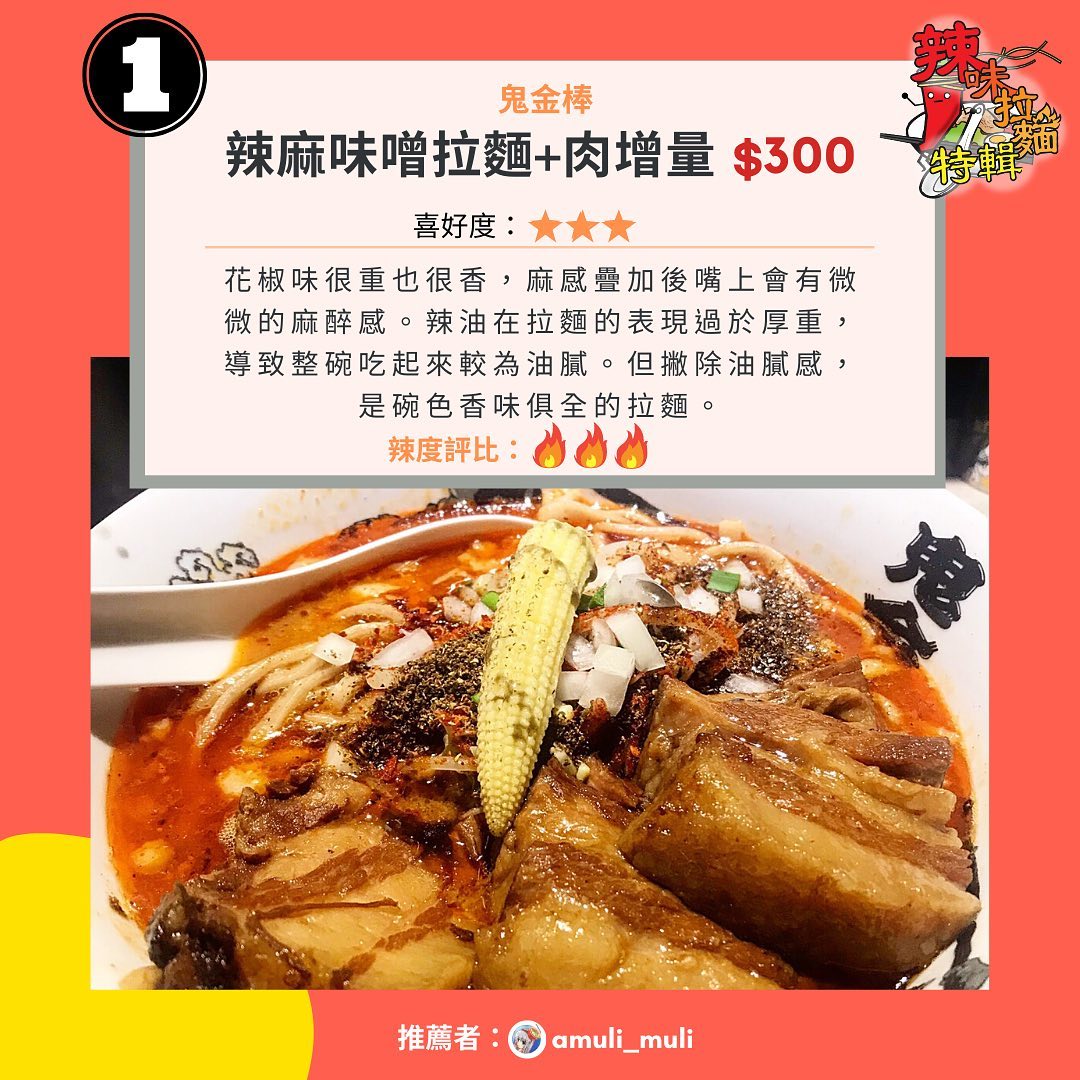 1
辣味拉麵
特輯
鬼金棒
辣麻味噌拉麵+肉增量 $300
喜好度：★★★
花椒味很重也很香，麻感疊加後嘴上會有微
微的麻醉感。辣油在拉麵的表現過於厚重，
導致整碗吃起來較為油膩。但撇除油膩感，
是碗色香味俱全的拉麵。
辣度評比：🔥🔥🔥
鬼金
推薦者：amuli_muli